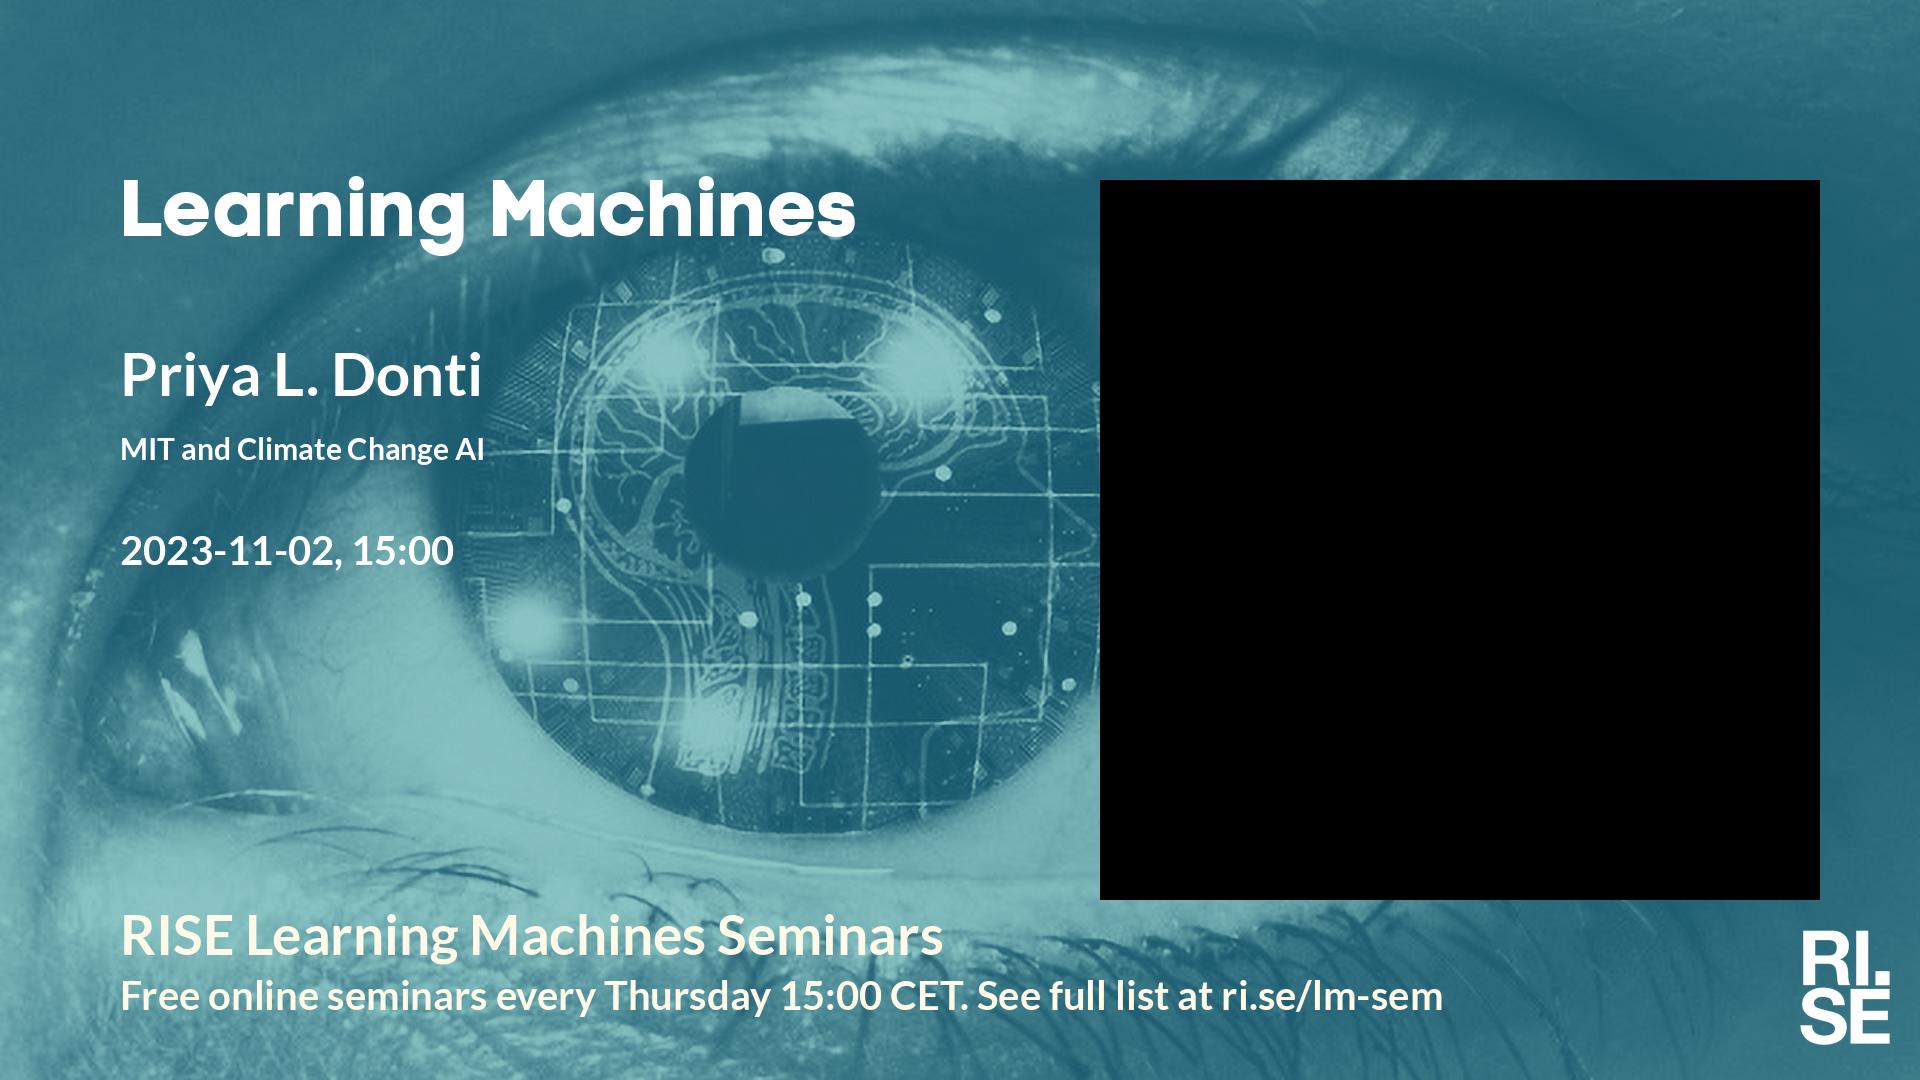 Learning Machines
Priya L. Donti
MIT and Climate Change AI
2023-11-02, 15:00
RISE Learning Machines Seminars
Free online seminars every Thursday 15:00 CET. See full list at ri.se/lm-sem
RI.
SE